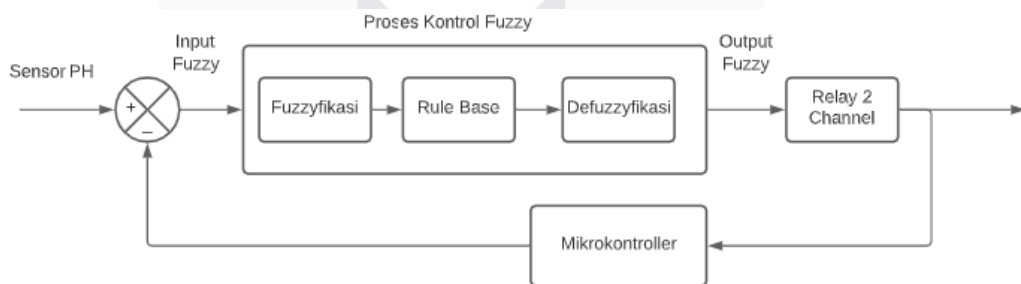 Proses Kontrol Fuzzy
Sensor PH
Input
Fuzzy
+
−
Fuzzyfikasi
Rule Base
Defuzzyfikasi
Output
Fuzzy
Relay 2
Channel
Mikrokontroller